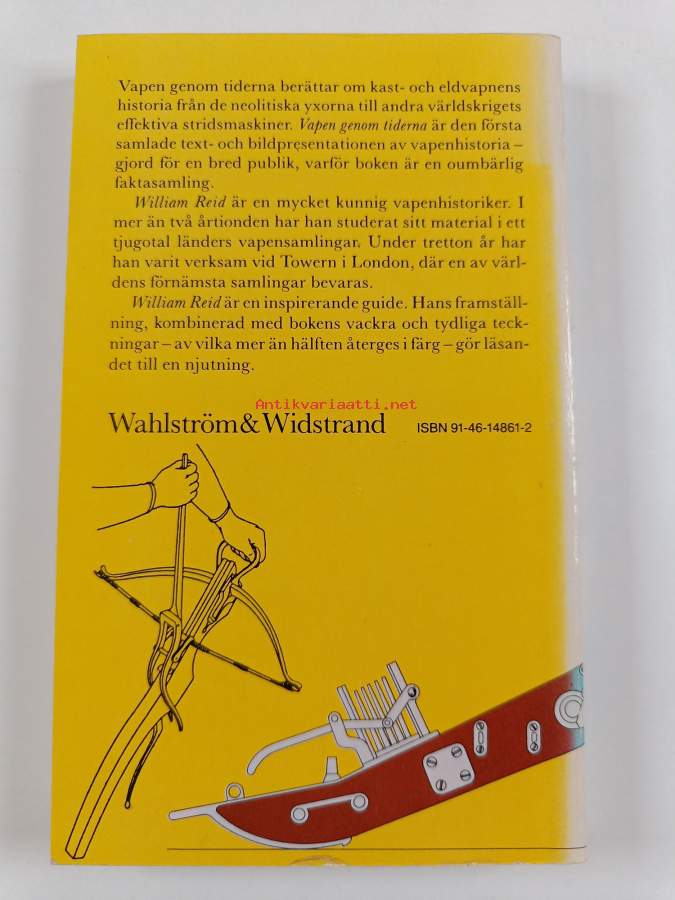 Vapen genom tiderna berättar om kast- och eldvapnens
historia från de neolitiska yxorna till andra världskrigets
effektiva stridsmaskiner. Vapen genom tiderna är den första
samlade text- och bildpresentationen av vapenhistoria –
gjord för en bred publik, varför boken är en oumbärlig
faktasamling.
William Reid är en mycket kunnig vapenhistoriker. I
mer än två årtionden har han studerat sitt material i ett
tjugotal länders vapensamlingar. Under tretton år har
han varit verksam vid Towern i London, där en av värl-
dens förnämsta samlingar bevaras.
William Reid är en inspirerande guide. Hans framställ-
ning, kombinerad med bokens vackra och tydliga teck-
ningar – av vilka mer än hälften återges i färg – gör läsan-
det till en njutning.
Antikvariaatti.net
Wahlström & Widstrand ISBN 91-46-14861-2